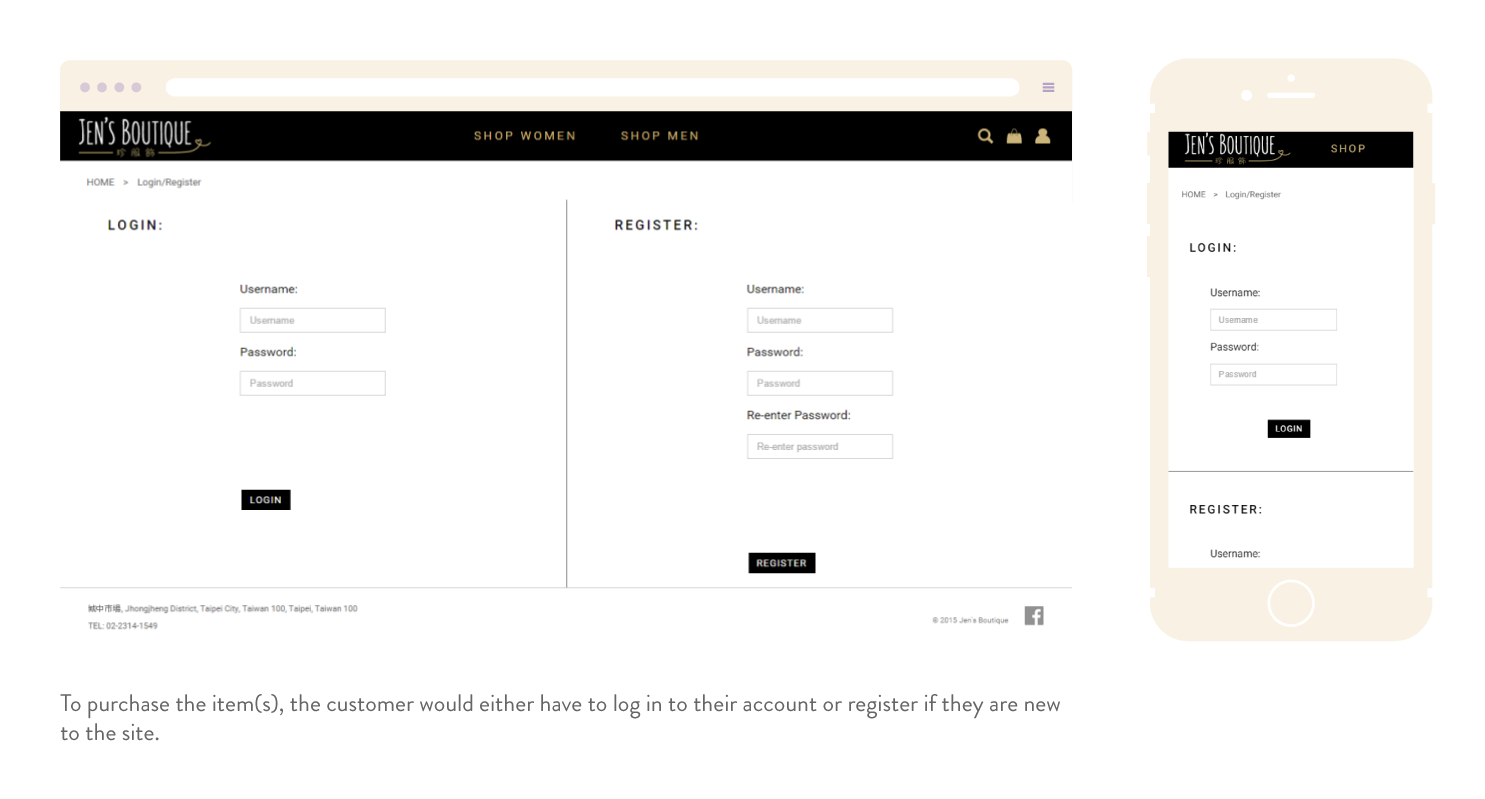 JEN'S BOUTIQUE
珍服飾
SHOP WOMEN
SHOP MEN
HOME > Login/Register
LOGIN:
Username:
Username
Password:
Password
LOGIN
REGISTER:
Username:
Username
Password:
Password
Re-enter Password:
Re-enter password
REGISTER
城中市場, Jhongjheng District, Taipei City, Taiwan 100, Taipei, Taiwan 100
TEL: 02-2314-1549
© 2015 Jen's Boutique
JEN'S BOUTIQUE
珍服飾
SHOP
HOME > Login/Register
LOGIN:
Username:
Username
Password:
Password
LOGIN
REGISTER:
Username:
To purchase the item(s), the customer would either have to log in to their account or register if they are new
to the site.